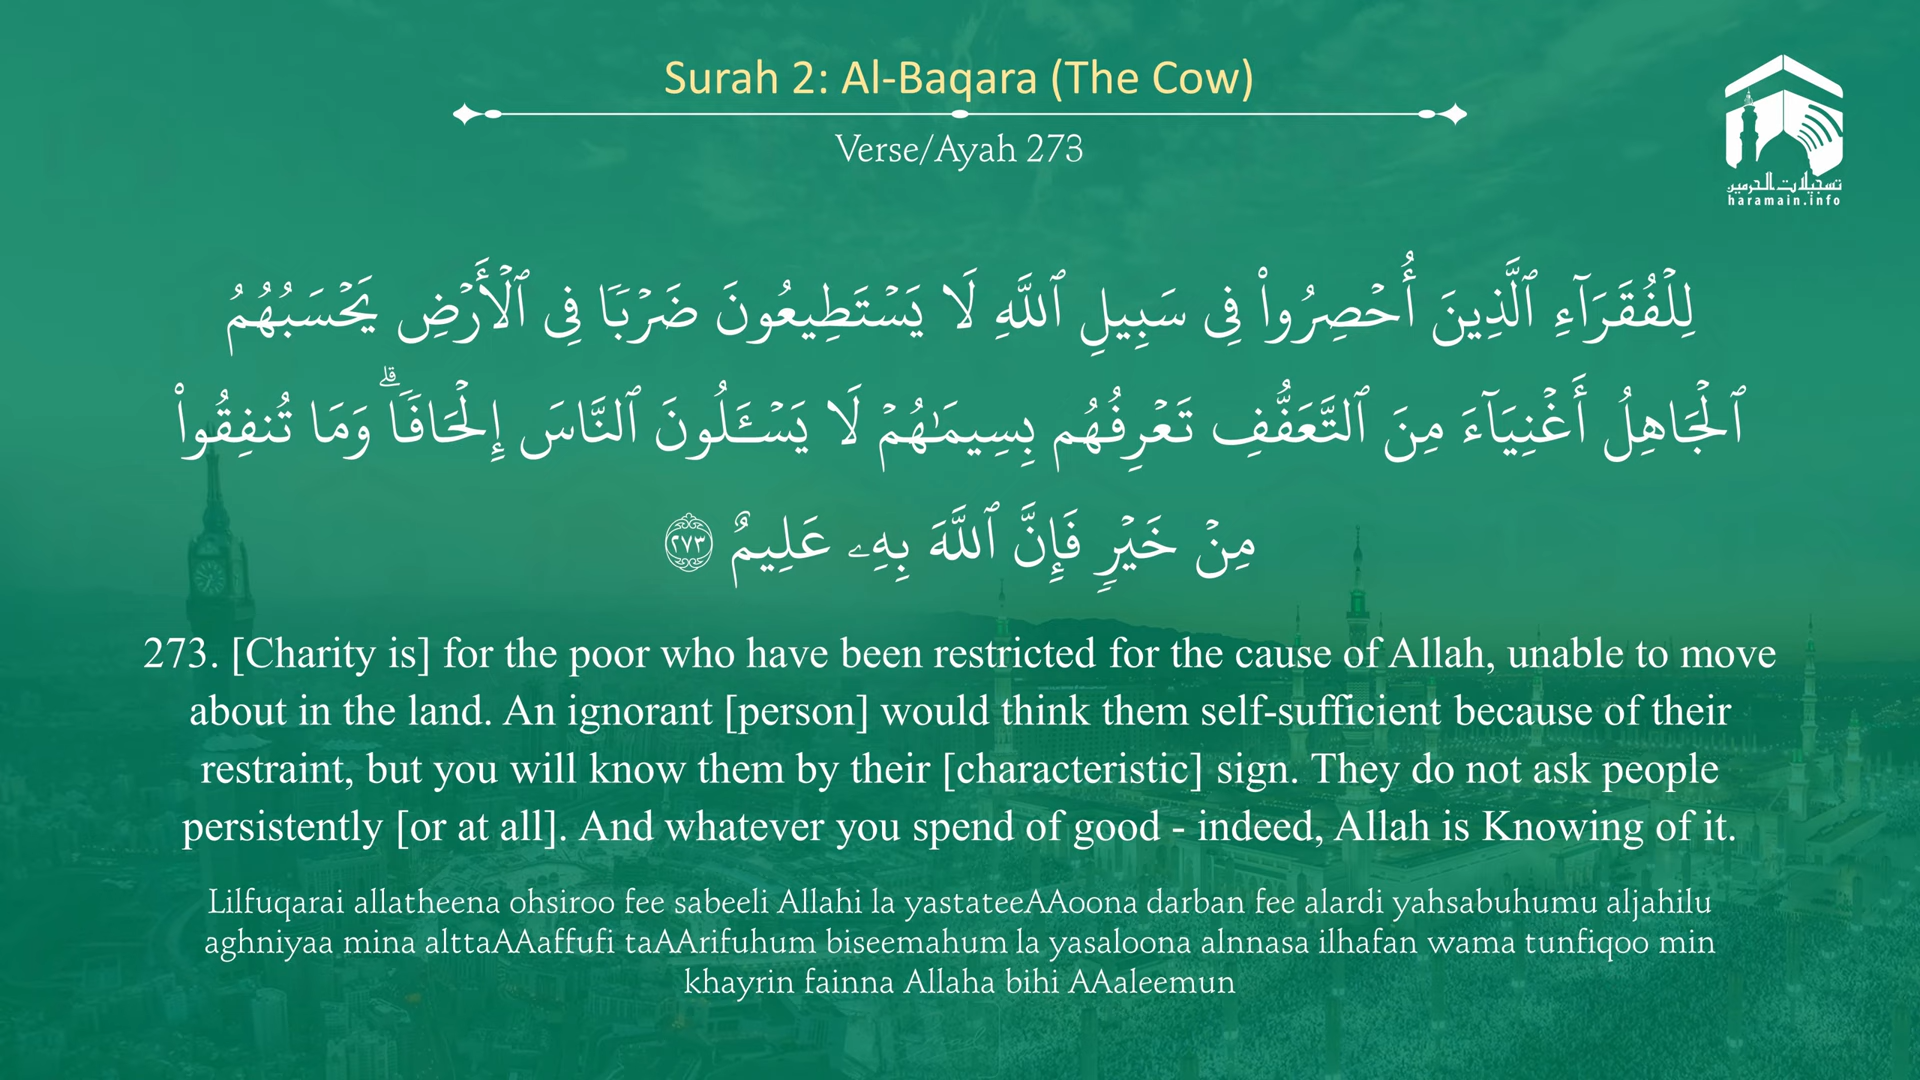 Surah 2: Al-Baqara (The Cow)
Verse/Ayah 273
تسجيلات الحرمين
haramain.info
لِلْفُقَرَآءِ ٱلَّذِينَ أُحْصِرُوا۟ فِى سَبِيلِ ٱللَّهِ لَا يَسْتَطِيعُونَ ضَرْبًا فِى ٱلْأَرْضِ يَحْسَبُهُمُ
ٱلْجَاهِلُ أَغْنِيَآءَ مِنَ ٱلتَّعَفُّفِ تَعْرِفُهُم بِسِيمَـٰهُمْ لَا يَسْـَٔلُونَ ٱلنَّاسَ إِلْحَافًا ۗ وَمَا تُنفِقُوا۟
مِنْ خَيْرٍ فَإِنَّ ٱللَّهَ بِهِۦ عَلِيمٌ ٢٧٣
273. [Charity is] for the poor who have been restricted for the cause of Allah, unable to move
about in the land. An ignorant [person] would think them self-sufficient because of their
restraint, but you will know them by their [characteristic] sign. They do not ask people
persistently [or at all]. And whatever you spend of good - indeed, Allah is Knowing of it.
Lilfuqarai allatheena ohsiroo fee sabeeli Allahi la yastateeAAoona darban fee alardi yahsabuhumu aljahilu
aghniyaa mina alttaAAaffufi taAArifuhum biseemahum la yasaloona alnnasa ilhafan wama tunfiqoo min
khayrin fainna Allaha bihi AAaleemun